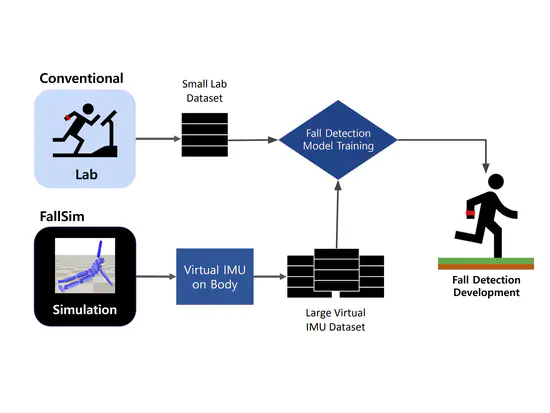 Conventional
Lab
Small Lab
Dataset
Fall Detection
Model Training
FallSim
Simulation
Virtual IMU
on Body
Large Virtual
IMU Dataset
Fall Detection
Development